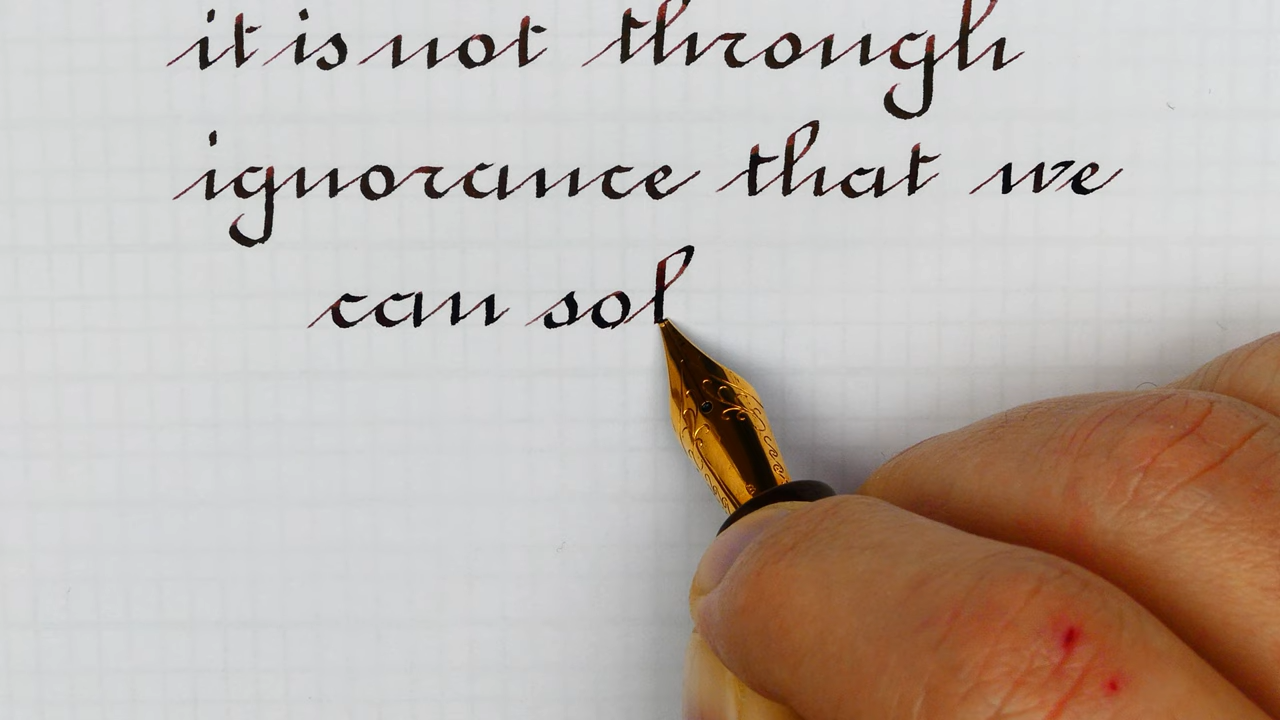 it is not through
ignorance that we
can sol